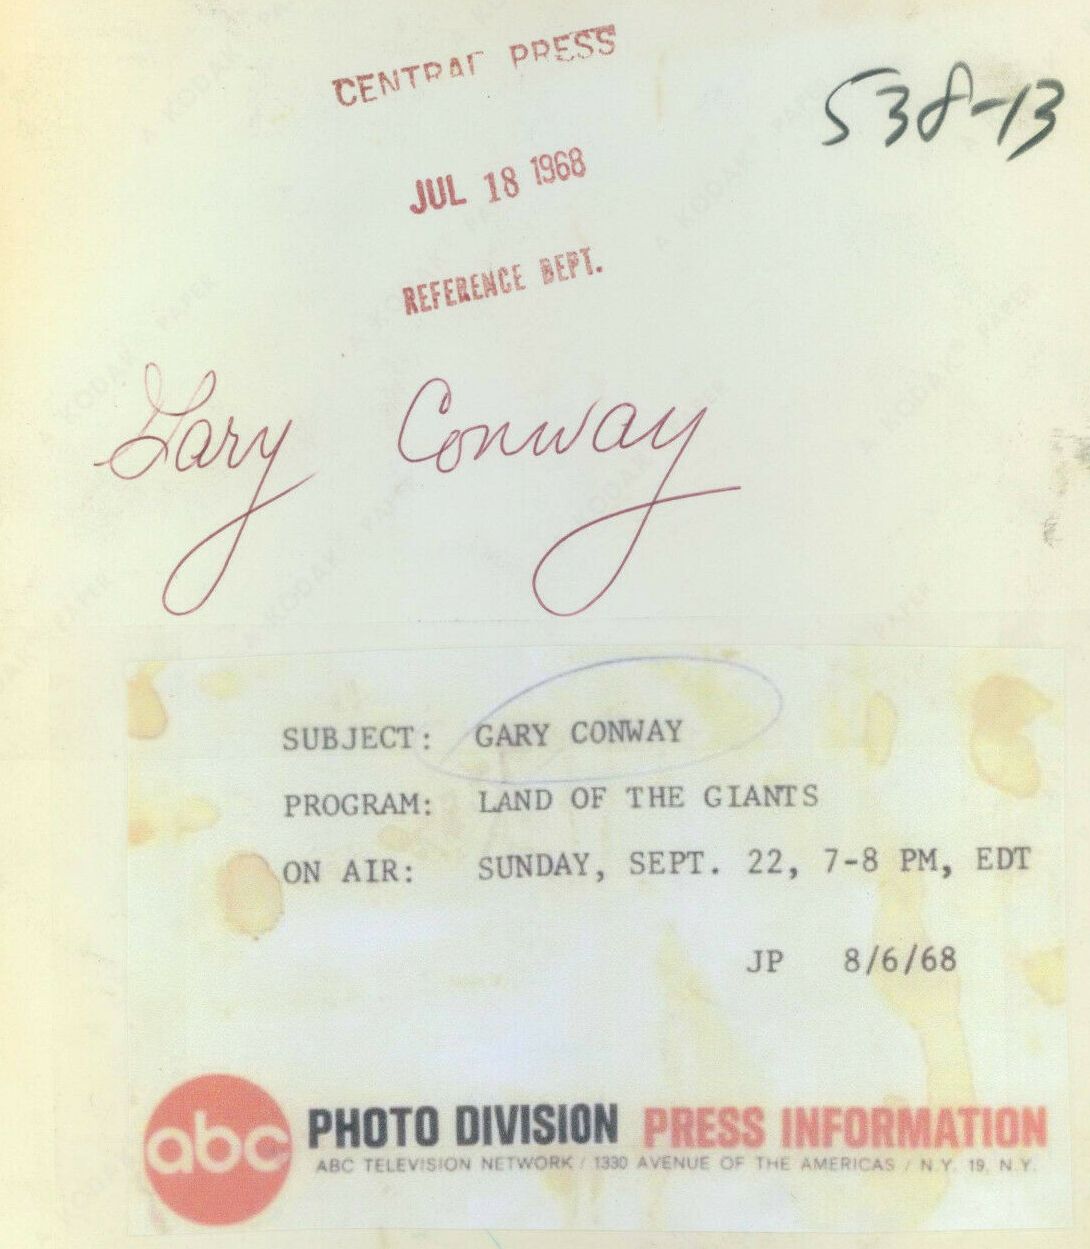 CENTRAL PRESS
538-13
JUL 18 1968
REFERENCE DEPT.
Gary Conway
SUBJECT: GARY CONWAY
PROGRAM: LAND OF THE GIANTS
ON AIR: SUNDAY, SEPT. 22, 7-8 PM, EDT
JP 8/6/68
abc PHOTO DIVISION PRESS INFORMATION
ABC TELEVISION NETWORK / 1330 AVENUE OF THE AMERICAS / N.Y. 19, N.Y.
A KODAK PAPER